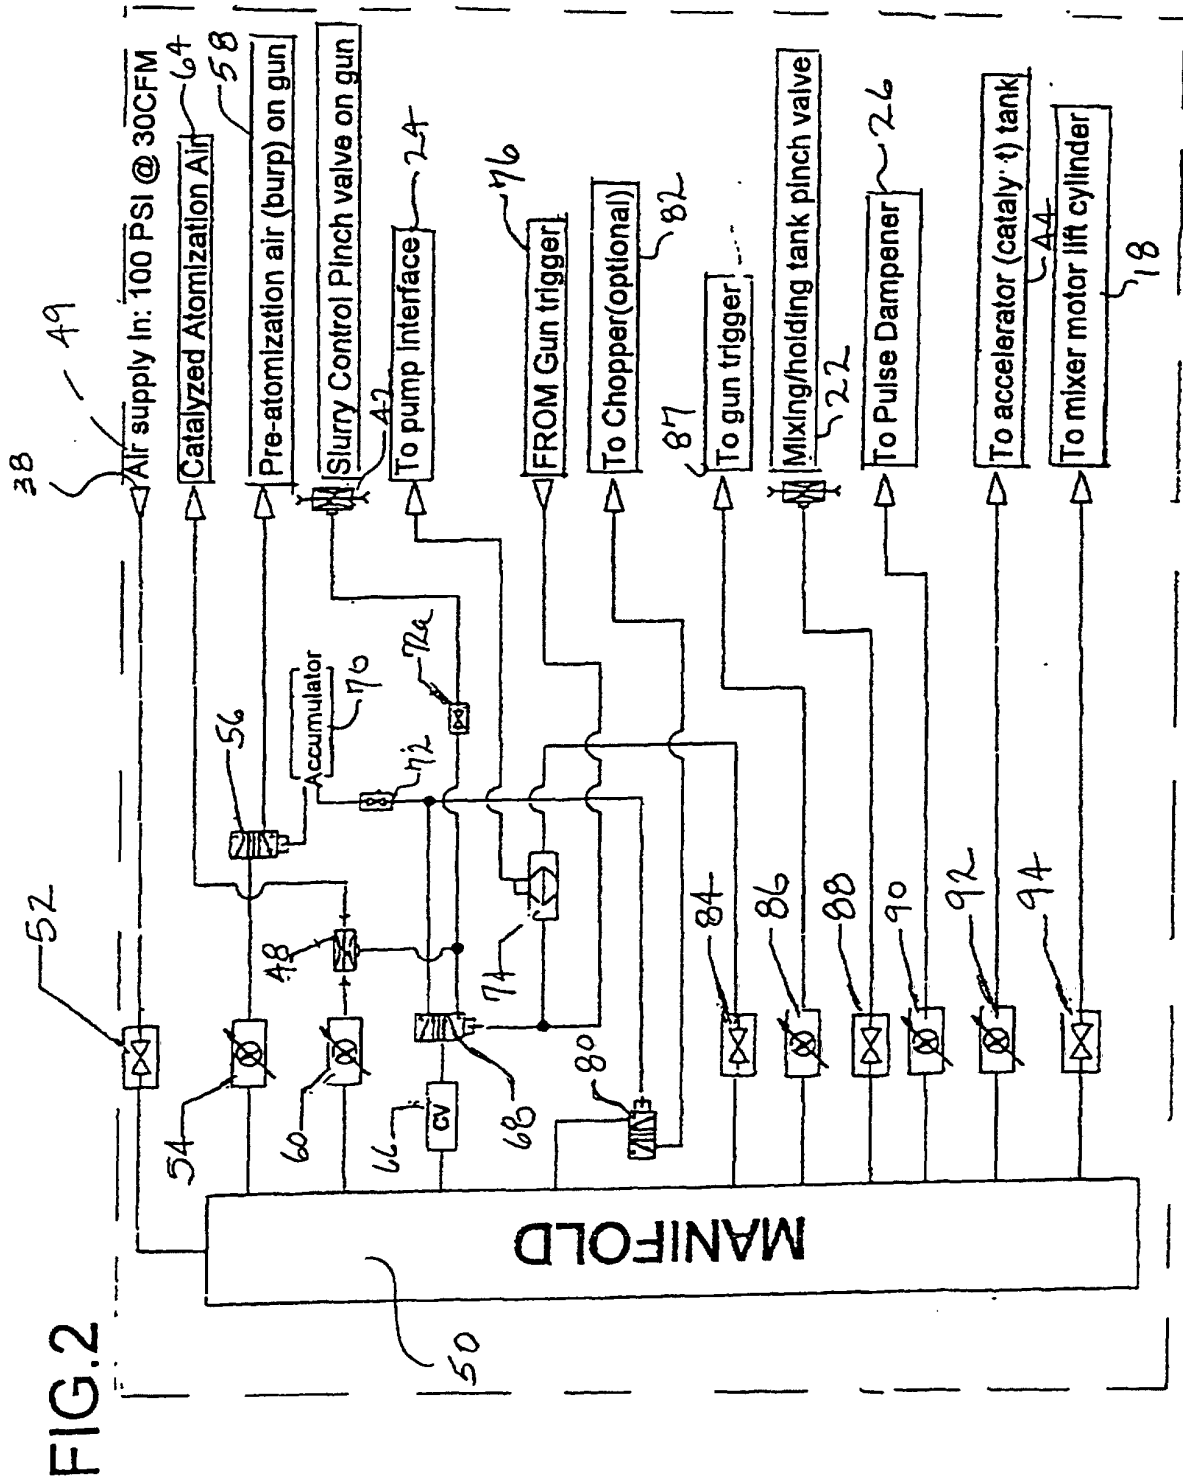 FIG.2
38
49
Air supply In: 100 PSI @ 30CFM
52
Catalyzed Atomization Air
64
Pre-atomization air (burp) on gun
58
56
Accumulator
70
54
Slurry Control Pinch valve on gun
42
72a
72
48
60
To pump interface
24
66
CV
68
74
FROM Gun trigger
76
80
To Chopper(optional)
82
84
To gun trigger
87
86
Mixing/holding tank pinch valve
22
88
To Pulse Dampener
26
90
To accelerator (cataly t) tank
44
92
To mixer motor lift cylinder
18
94
MANIFOLD
50